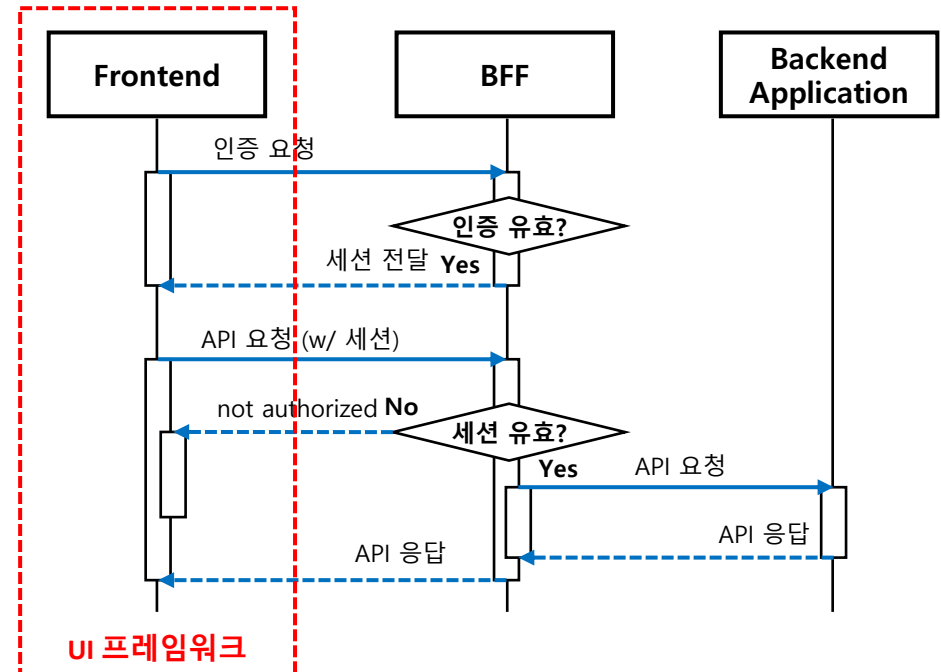 Frontend
BFF
Backend
Application
인증 요청
인증 유효?
세션 전달 Yes
API 요청 (w/ 세션)
not authorized No
세션 유효?
Yes
API 요청
API 응답
API 응답
UI 프레임워크